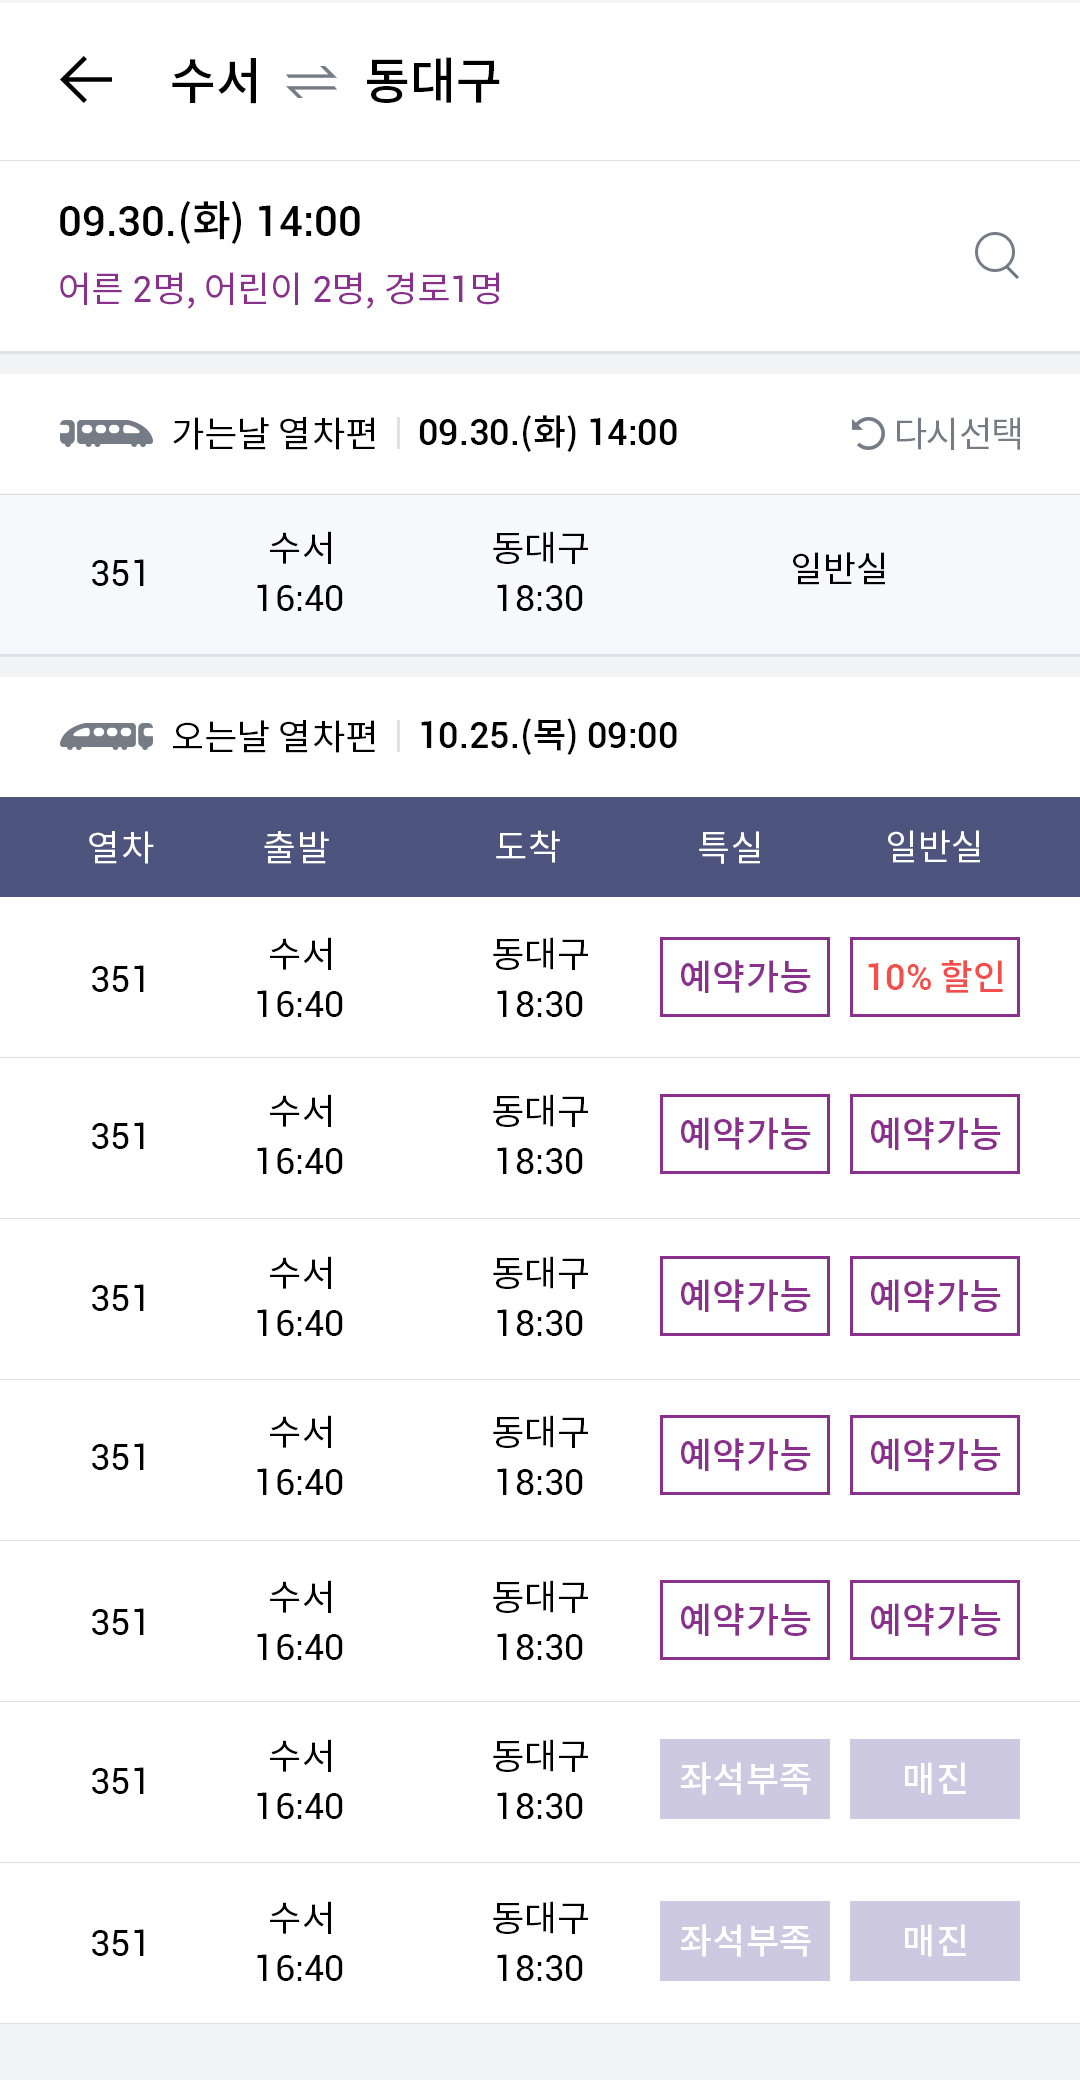 수서 ⇌ 동대구
09.30.(화) 14:00
어른 2명, 어린이 2명, 경로1명
가는날 열차편 | 09.30.(화) 14:00 다시선택
351 수서 16:40 동대구 18:30 일반실
오는날 열차편 | 10.25.(목) 09:00
열차 출발 도착 특실 일반실
351 수서 16:40 동대구 18:30 예약가능 10% 할인
351 수서 16:40 동대구 18:30 예약가능 예약가능
351 수서 16:40 동대구 18:30 예약가능 예약가능
351 수서 16:40 동대구 18:30 예약가능 예약가능
351 수서 16:40 동대구 18:30 예약가능 예약가능
351 수서 16:40 동대구 18:30 좌석부족 매진
351 수서 16:40 동대구 18:30 좌석부족 매진